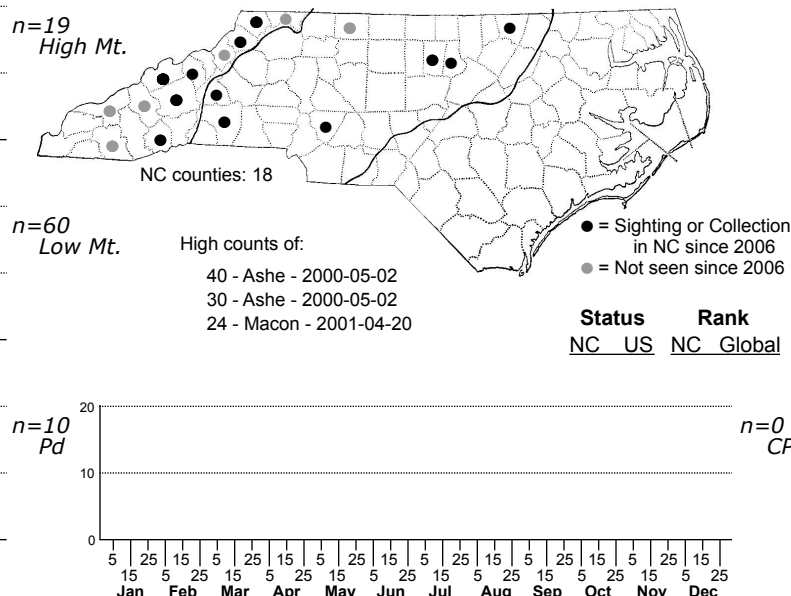 n=19
High Mt.
NC counties: 18
n=60
Low Mt.
High counts of:
40 - Ashe - 2000-05-02
30 - Ashe - 2000-05-02
24 - Macon - 2001-04-20
= Sighting or Collection
in NC since 2006
= Not seen since 2006
Status Rank
NC US NC Global
n=10
Pd
n=0
CP
20
10
0
5 25 15 5 25 15 5 25 15 5 25 15 5 25 15 5 25 15
15 5 25 15 5 25 15 5 25 15 5 25 15 5 25 15 5 25
Jan Feb Mar Apr May Jun Jul Aug Sep Oct Nov Dec